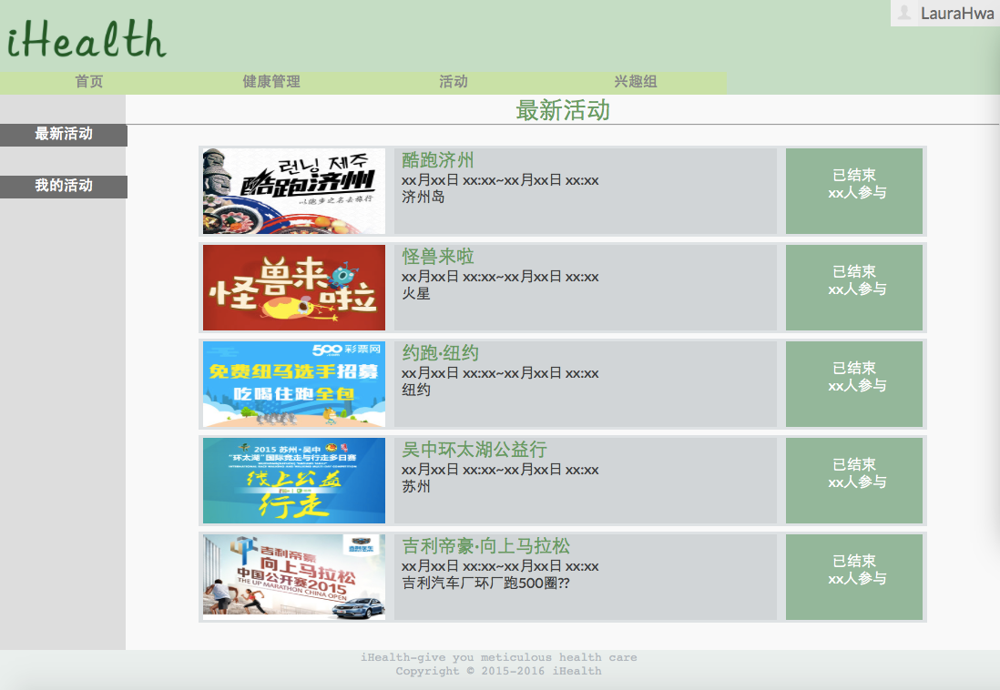 LauraHwa
iHealth
首页 健康管理 活动 兴趣组
最新活动
最新活动
我的活动
런닝 제주
酷跑济州
以跑步之名去旅行
酷跑济州
xx月xx日 xx:xx~xx月xx日 xx:xx
济州岛
已结束
xx人参与
怪兽来啦
怪兽来啦
xx月xx日 xx:xx~xx月xx日 xx:xx
火星
已结束
xx人参与
500彩票网
免费纽马选手招募
吃喝住跑全包
约跑·纽约
xx月xx日 xx:xx~xx月xx日 xx:xx
纽约
已结束
xx人参与
2015 苏州·吴中
“环太湖”国际竞走与行走多日赛
线上公益
行走
吴中环太湖公益行
xx月xx日 xx:xx~xx月xx日 xx:xx
苏州
已结束
xx人参与
吉利帝豪
向上马拉松
中国公开赛2015
THE UP MARATHON CHINA OPEN
吉利帝豪·向上马拉松
xx月xx日 xx:xx~xx月xx日 xx:xx
吉利汽车厂环厂跑500圈??
已结束
xx人参与
iHealth-give you meticulous health care
Copyright © 2015-2016 iHealth